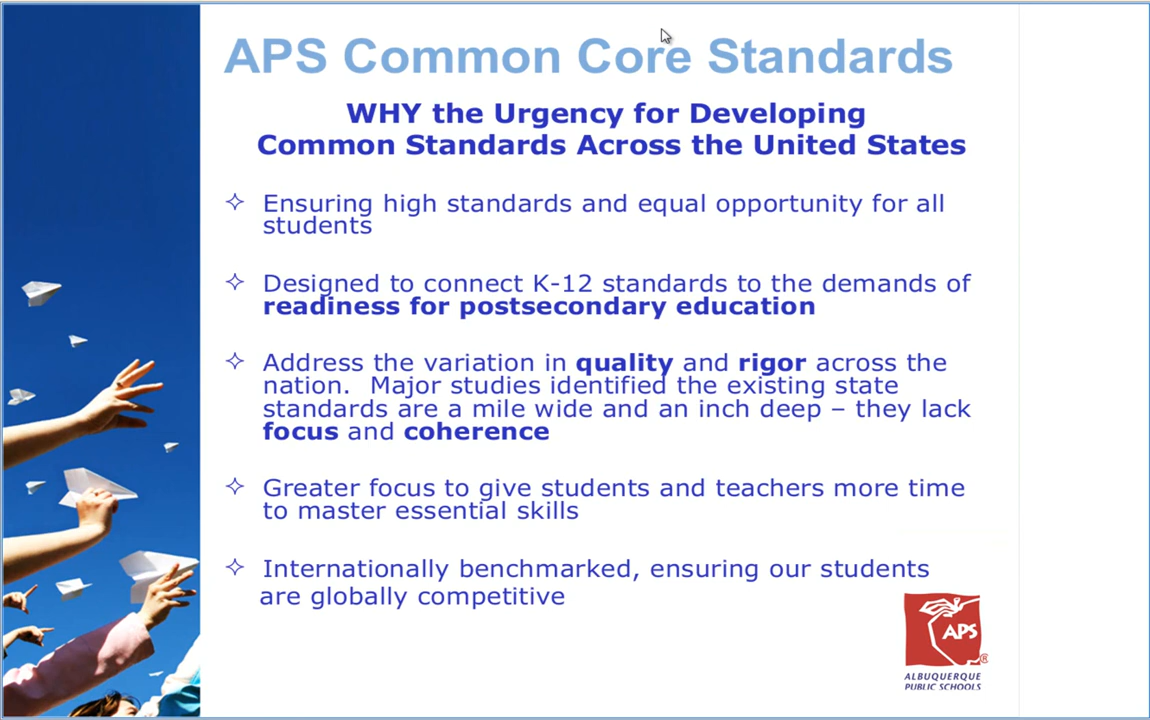 APS Common Core Standards
WHY the Urgency for Developing
Common Standards Across the United States
✧ Ensuring high standards and equal opportunity for all
students
✧ Designed to connect K-12 standards to the demands of
readiness for postsecondary education
✧ Address the variation in quality and rigor across the
nation.  Major studies identified the existing state
standards are a mile wide and an inch deep – they lack
focus and coherence
✧ Greater focus to give students and teachers more time
to master essential skills
✧ Internationally benchmarked, ensuring our students
are globally competitive
APS
®
ALBUQUERQUE
PUBLIC SCHOOLS